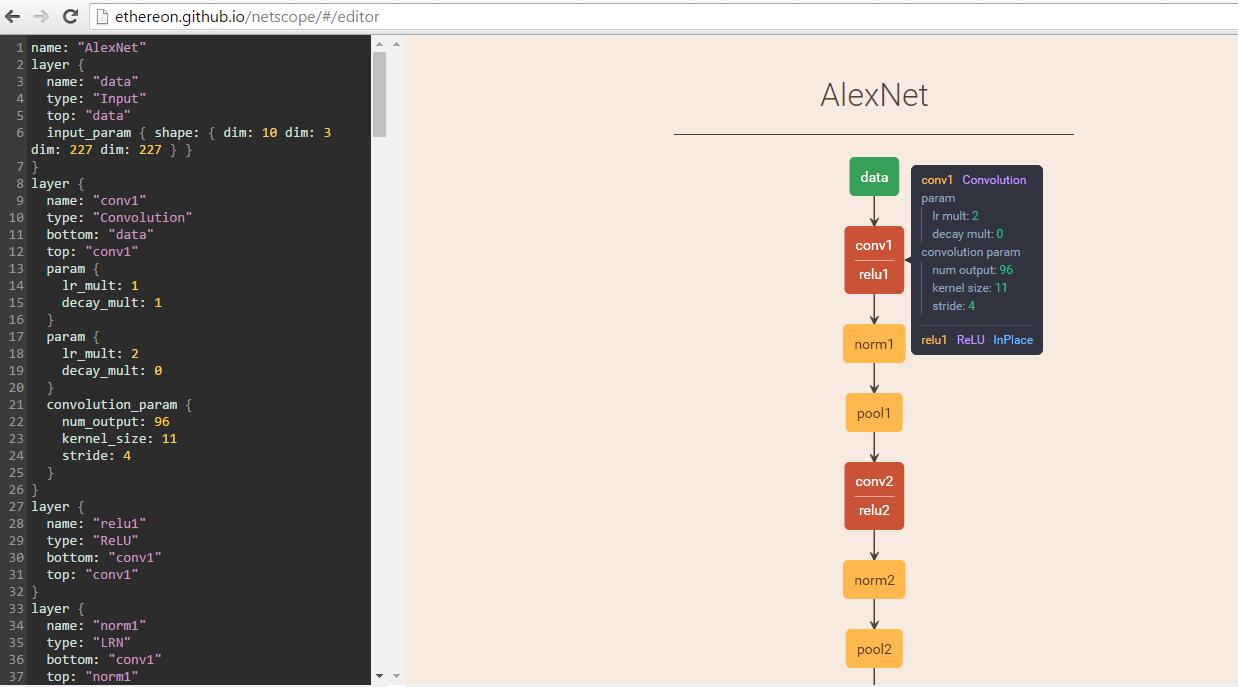 ethereon.github.io/netscope/#/editor
1 name: "AlexNet"
2 layer {
3 name: "data"
4 type: "Input"
5 top: "data"
6 input_param { shape: { dim: 10 dim: 3
dim: 227 dim: 227 } }
7 }
8 layer {
9 name: "conv1"
10 type: "Convolution"
11 bottom: "data"
12 top: "conv1"
13 param {
14 lr_mult: 1
15 decay_mult: 1
16 }
17 param {
18 lr_mult: 2
19 decay_mult: 0
20 }
21 convolution_param {
22 num_output: 96
23 kernel_size: 11
24 stride: 4
25 }
26 }
27 layer {
28 name: "relu1"
29 type: "ReLU"
30 bottom: "conv1"
31 top: "conv1"
32 }
33 layer {
34 name: "norm1"
35 type: "LRN"
36 bottom: "conv1"
37 top: "norm1"
AlexNet
data
conv1
relu1
norm1
pool1
conv2
relu2
norm2
pool2
conv1 · Convolution
param
lr mult: 2
decay mult: 0
convolution param
num output: 96
kernel size: 11
stride: 4
relu1 · ReLU · InPlace